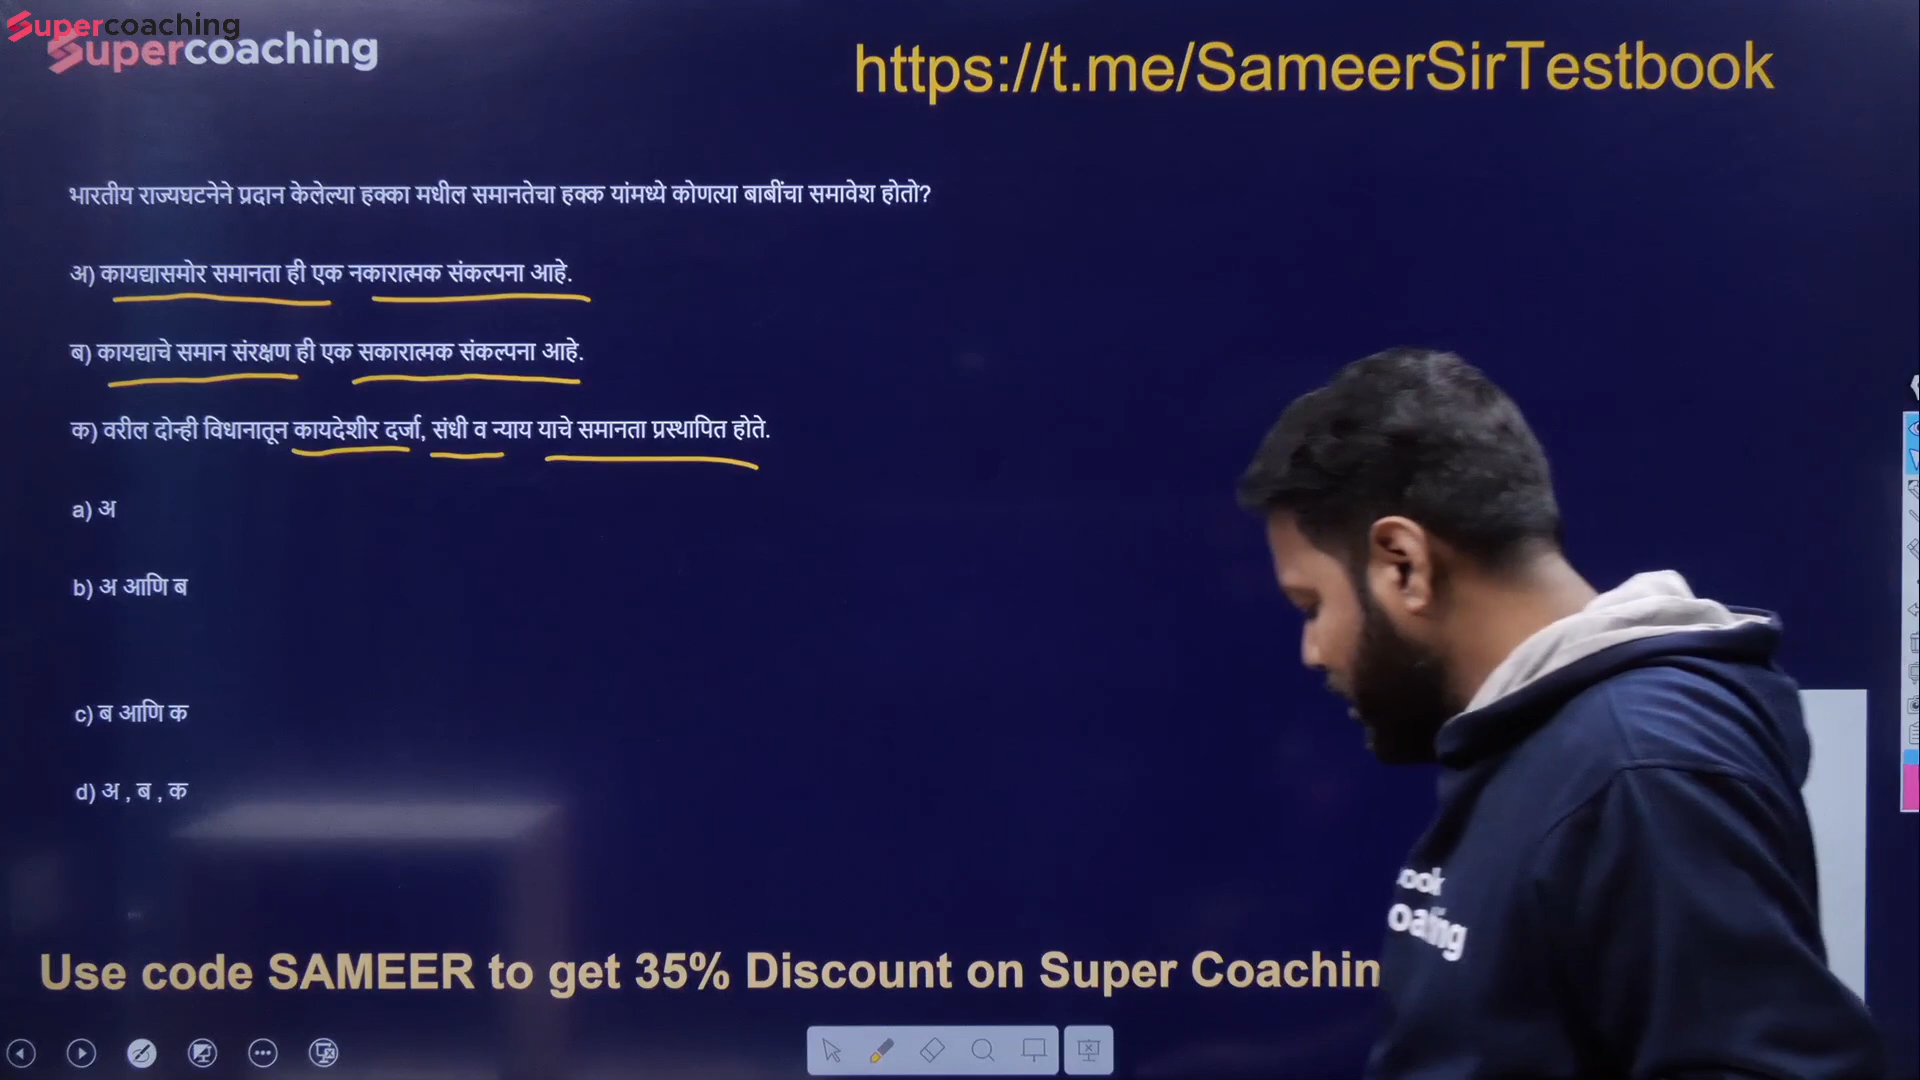 Supercoaching
Supercoaching
https://t.me/SameerSirTestbook
भारतीय राज्यघटनेने प्रदान केलेल्या हक्का मधील समानतेचा हक्क यांमध्ये कोणत्या बाबींचा समावेश होतो?
अ) कायद्यासमोर समानता ही एक नकारात्मक संकल्पना आहे.
ब) कायद्याचे समान संरक्षण ही एक सकारात्मक संकल्पना आहे.
क) वरील दोन्ही विधानातून कायदेशीर दर्जा, संधी व न्याय याचे समानता प्रस्थापित होते.
a) अ
b) अ आणि ब
c) ब आणि क
d) अ , ब , क
ook
oaching
Use code SAMEER to get 35% Discount on Super Coachin